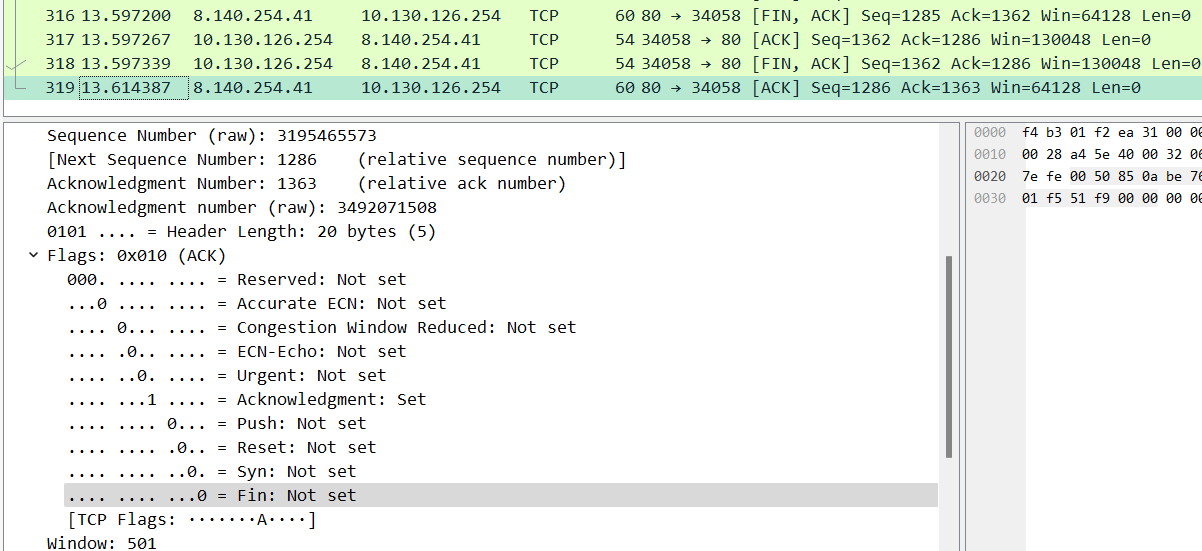 316 13.597200 8.140.254.41 10.130.126.254 TCP 60 80 → 34058 [FIN, ACK] Seq=1285 Ack=1362 Win=64128 Len=0
317 13.597267 10.130.126.254 8.140.254.41 TCP 54 34058 → 80 [ACK] Seq=1362 Ack=1286 Win=130048 Len=0
318 13.597339 10.130.126.254 8.140.254.41 TCP 54 34058 → 80 [FIN, ACK] Seq=1362 Ack=1286 Win=130048 Len=0
319 13.614387 8.140.254.41 10.130.126.254 TCP 60 80 → 34058 [ACK] Seq=1286 Ack=1363 Win=64128 Len=0
Sequence Number (raw): 3195465573
[Next Sequence Number: 1286 (relative sequence number)]
Acknowledgment Number: 1363 (relative ack number)
Acknowledgment number (raw): 3492071508
0101 .... = Header Length: 20 bytes (5)
Flags: 0x010 (ACK)
000. .... .... = Reserved: Not set
...0 .... .... = Accurate ECN: Not set
.... 0... .... = Congestion Window Reduced: Not set
.... .0.. .... = ECN-Echo: Not set
.... ..0. .... = Urgent: Not set
.... ...1 .... = Acknowledgment: Set
.... .... 0... = Push: Not set
.... .... .0.. = Reset: Not set
.... .... ..0. = Syn: Not set
.... .... ...0 = Fin: Not set
[TCP Flags: ·······A····]
Window: 501
0000 f4 b3 01 f2 ea 31 00 00
0010 00 28 a4 5e 40 00 32 06
0020 7e fe 00 50 85 0a be 76
0030 01 f5 51 f9 00 00 00 00